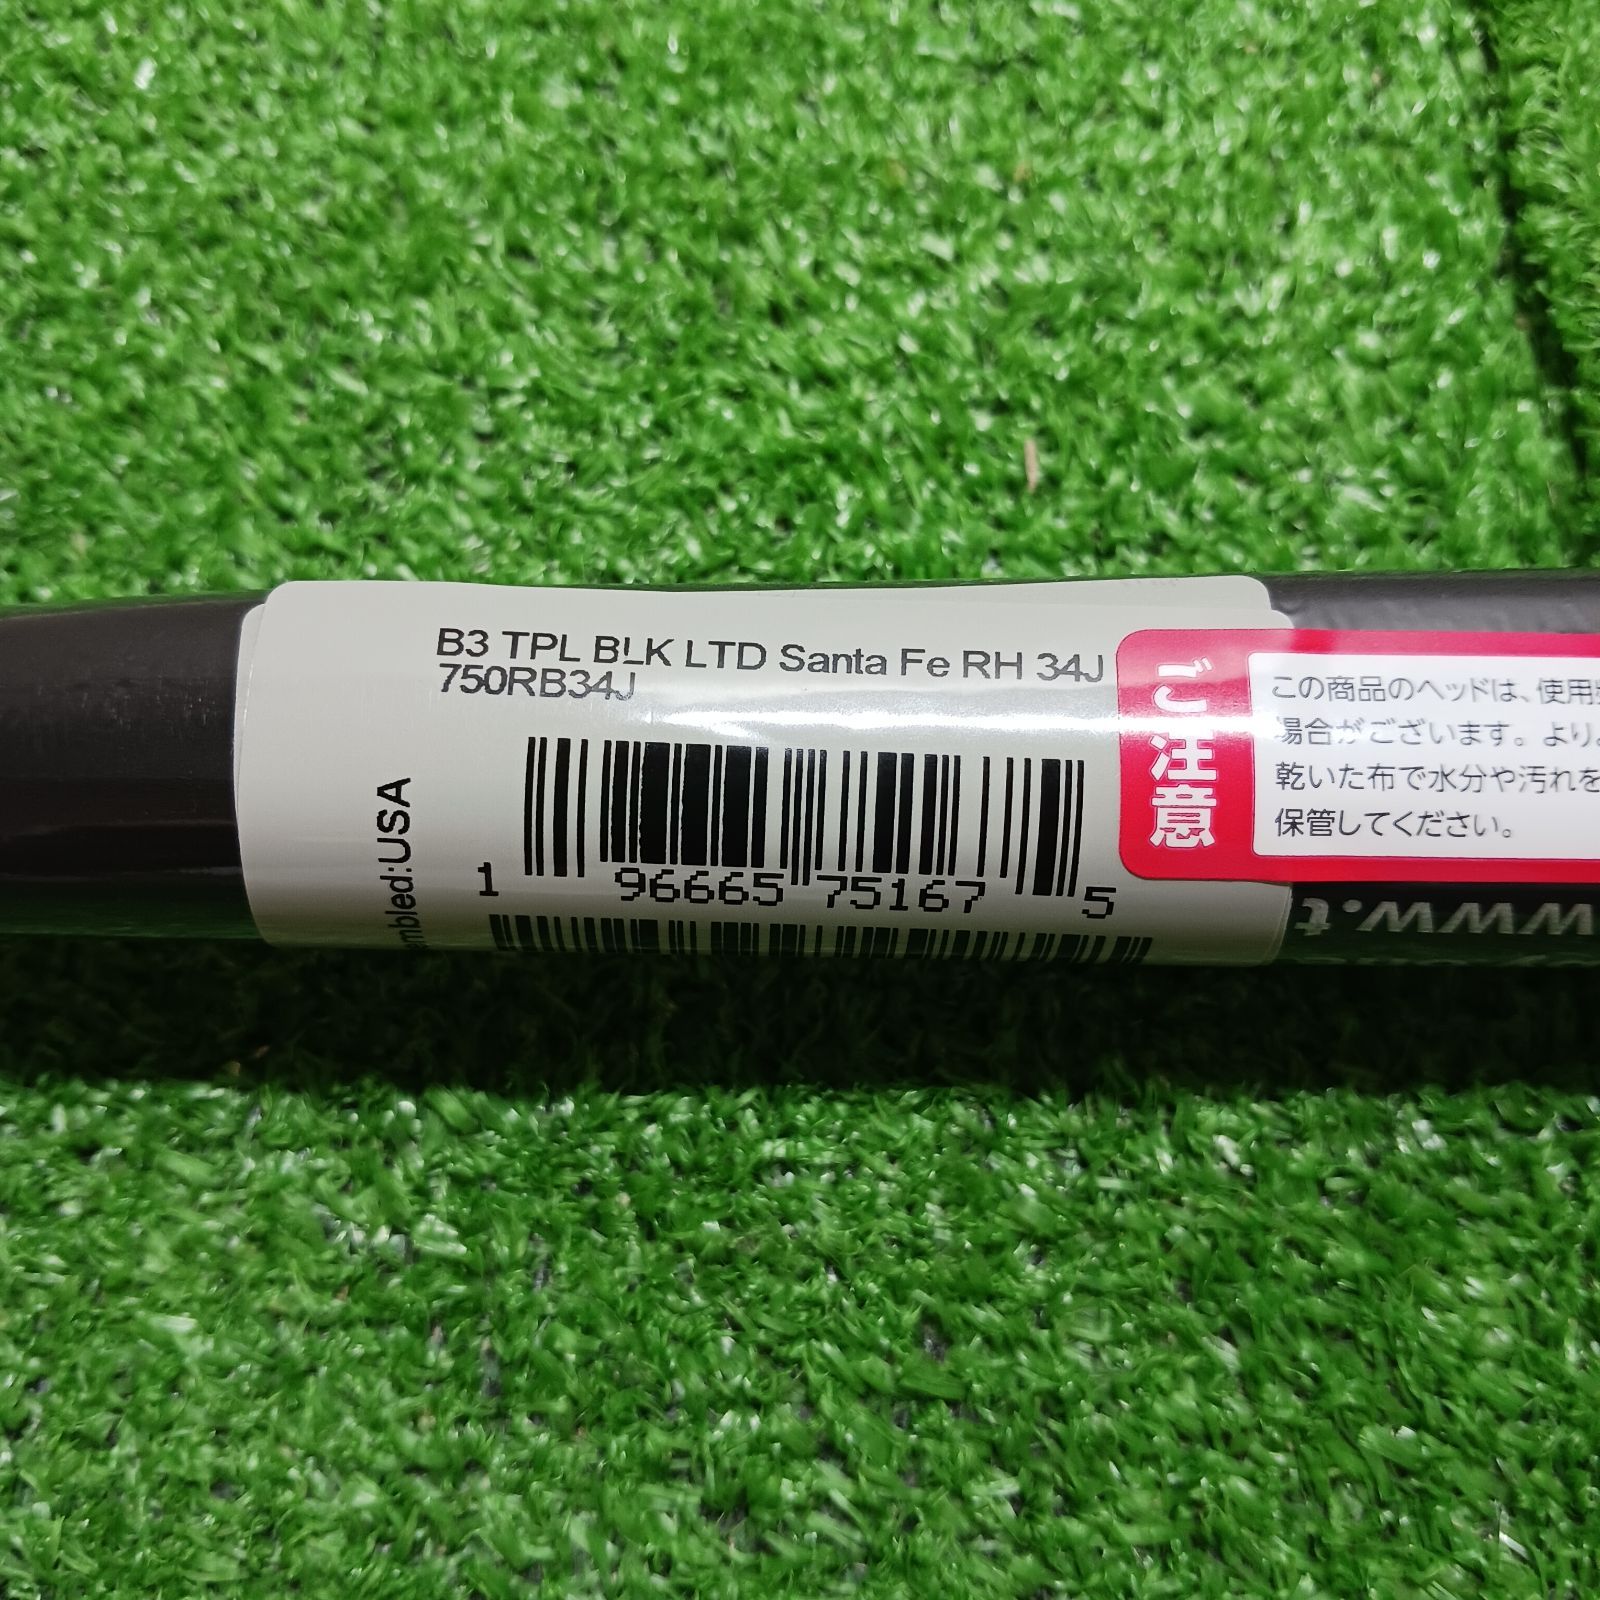 B3 TPL BLK LTD Santa Fe RH 34J
750RB34J
1 96665 75167 5
embled:USA
ご注意
この商品のヘッドは、使用
場合がございます。より
乾いた布で水分や汚れを
保管してください。
www.t